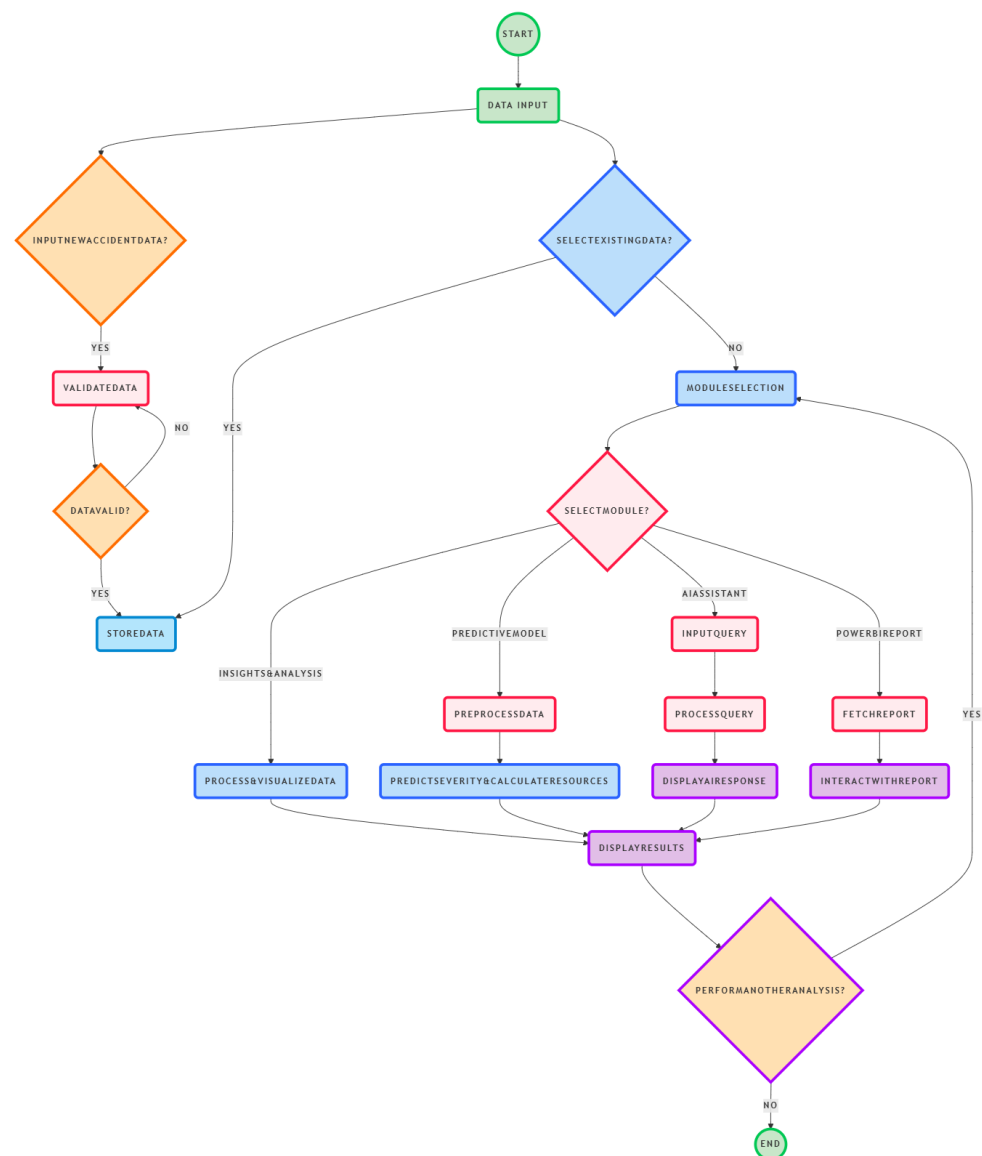 START
DATA INPUT
INPUTNEWACCIDENTDATA?
SELECTEXISTINGDATA?
YES
NO
VALIDATEDATA
MODULESELECTION
NO
YES
DATAVALID?
SELECTMODULE?
YES
AIASSISTANT
STOREDATA
PREDICTIVEMODEL
INPUTQUERY
POWERBIREPORT
INSIGHTS&ANALYSIS
PREPROCESSDATA
PROCESSQUERY
FETCHREPORT
YES
PROCESS&VISUALIZEDATA
PREDICTSEVERITY&CALCULATERESOURCES
DISPLAYAIRESPONSE
INTERACTWITHREPORT
DISPLAYRESULTS
PERFORMANOTHERANALYSIS?
NO
END